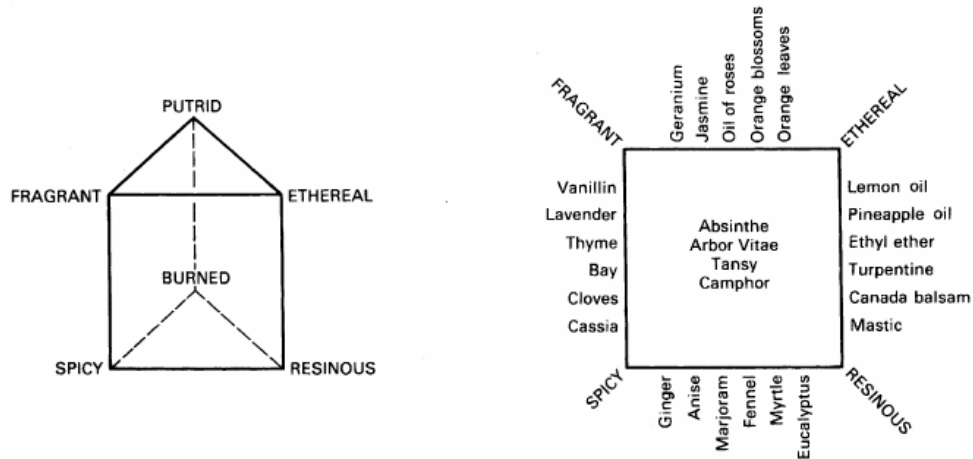 PUTRID
FRAGRANT
ETHEREAL
BURNED
SPICY
RESINOUS
FRAGRANT
Geranium
Jasmine
Oil of roses
Orange blossoms
Orange leaves
ETHEREAL
Vanillin
Lavender
Thyme
Bay
Cloves
Cassia
Absinthe
Arbor Vitae
Tansy
Camphor
Lemon oil
Pineapple oil
Ethyl ether
Turpentine
Canada balsam
Mastic
SPICY
Ginger
Anise
Marjoram
Fennel
Myrtle
Eucalyptus
RESINOUS